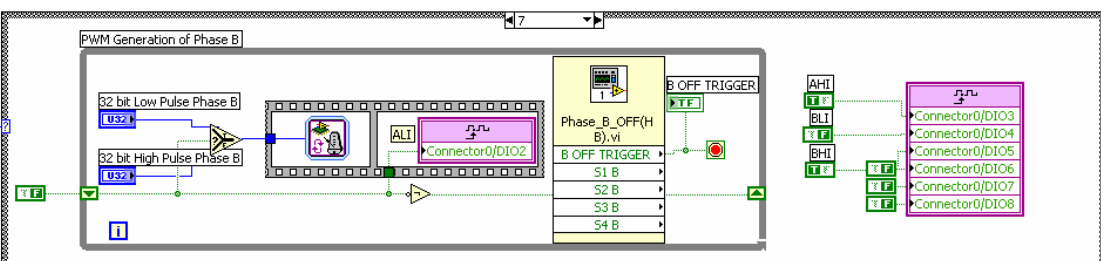 7
PWM Generation of Phase B
32 bit Low Pulse Phase B
U32
32 bit High Pulse Phase B
U32
ALI
Connector0/DIO2
1
Phase_B_OFF(H
B).vi
B OFF TRIGGER
S1 B
S2 B
S3 B
S4 B
B OFF TRIGGER
TF
F
i
?
AHI
T
BLI
F
BHI
T
F
F
F
Connector0/DIO3
Connector0/DIO4
Connector0/DIO5
Connector0/DIO6
Connector0/DIO7
Connector0/DIO8